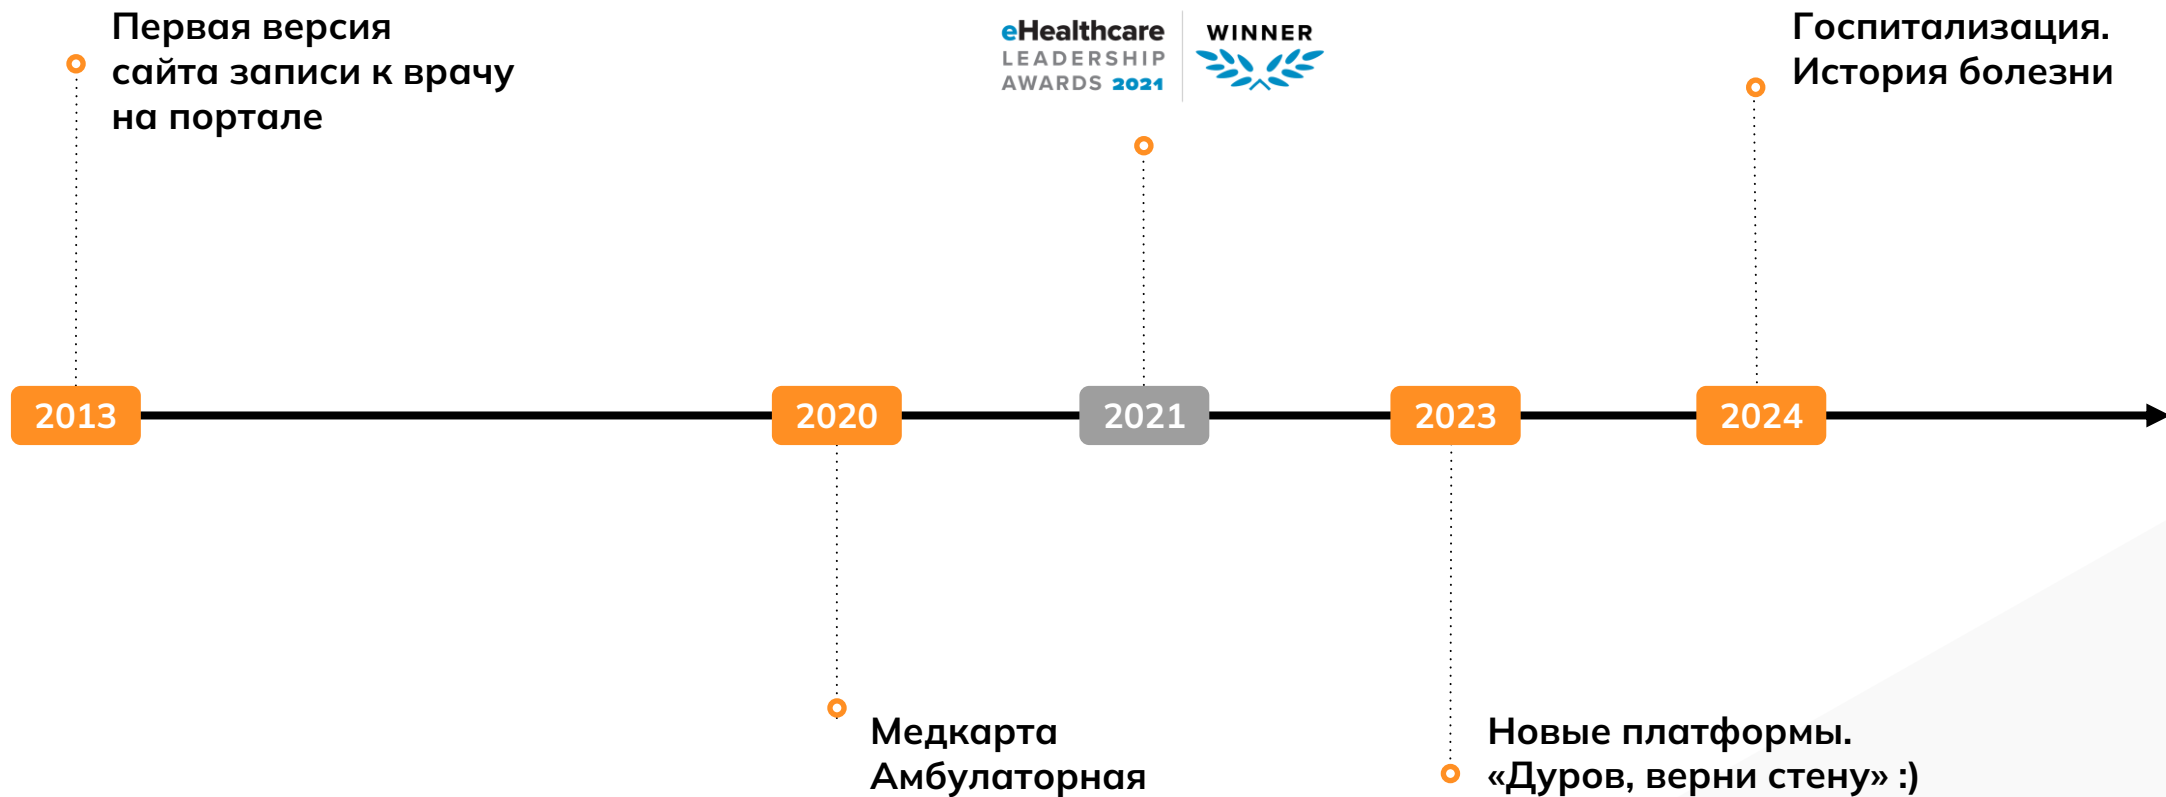 Первая версия
сайта записи к врачу
на портале
eHealthcare
LEADERSHIP
AWARDS 2021
WINNER
Госпитализация.
История болезни
2013
2020
2021
2023
2024
Медкарта
Амбулаторная
Новые платформы.
«Дуров, верни стену» :)